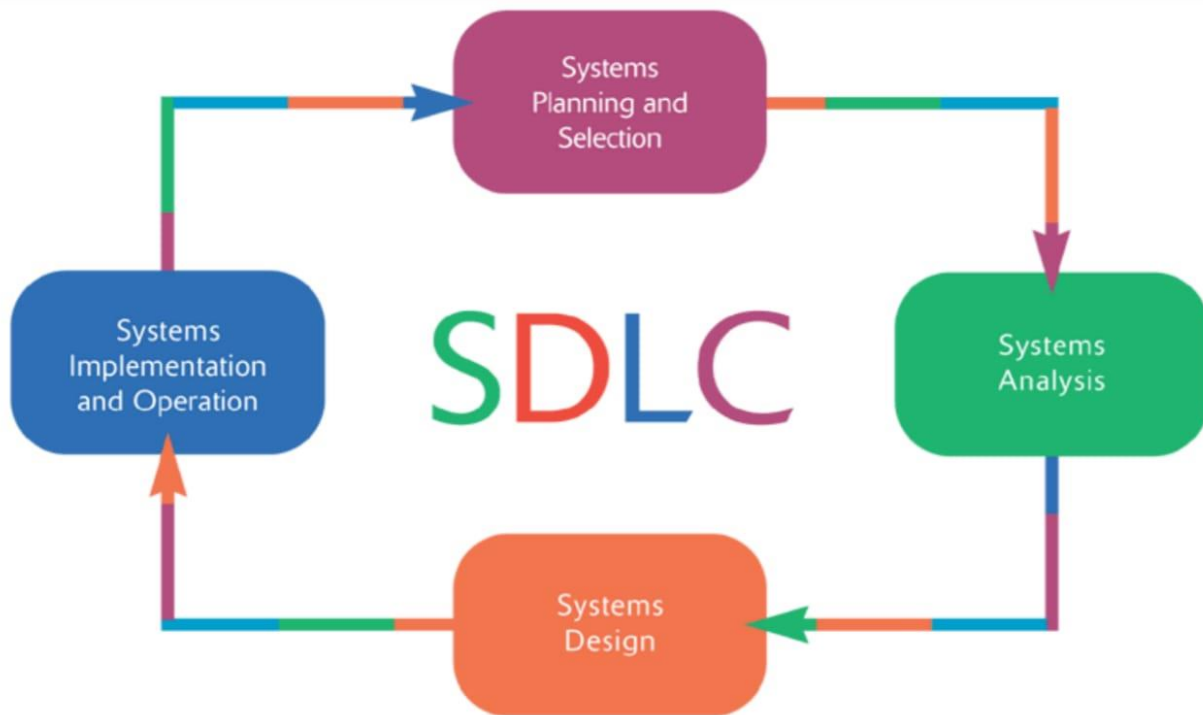 Systems
Planning and
Selection
Systems
Implementation
and Operation
SDLC
Systems
Analysis
Systems
Design